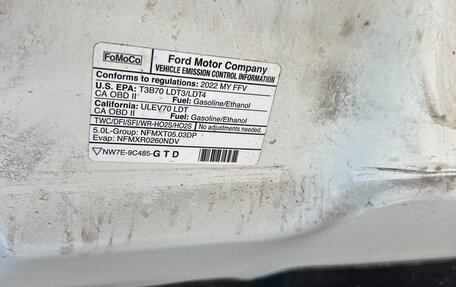 FoMoCo
Ford Motor Company
VEHICLE EMISSION CONTROL INFORMATION
Conforms to regulations: 2022 MY FFV
U.S. EPA: T3B70 LDT3/LDT4
CA OBD II Fuel: Gasoline/Ethanol
California: ULEV70 LDT
CA OBD II Fuel: Gasoline/Ethanol
TWC/DFI/SFI/WR-HO2S/HO2S No adjustments needed.
5.0L-Group: NFMXT05.03DP
Evap: NFMXR0260NDV
NW7E-9C485-GTD